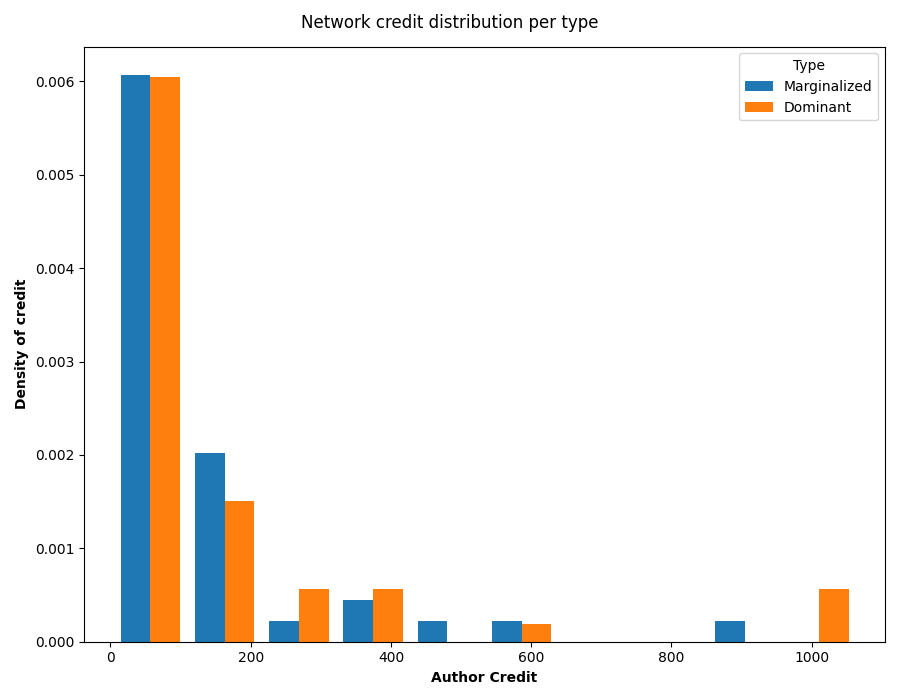 Network credit distribution per type
Type
Marginalized
Dominant
0.006
0.005
0.004
0.003
0.002
0.001
0.000
Density of credit
0 200 400 600 800 1000
Author Credit